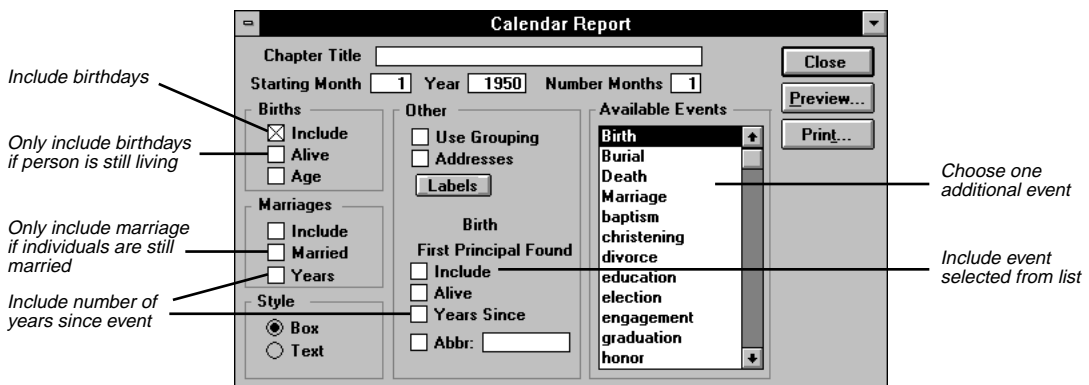 Calendar Report
Chapter Title
Starting Month 1 Year 1950 Number Months 1
Close
Preview...
Print...
Births
Include
Alive
Age
Marriages
Include
Married
Years
Style
Box
Text
Other
Use Grouping
Addresses
Labels
Birth
First Principal Found
Include
Alive
Years Since
Abbr:
Available Events
Birth
Burial
Death
Marriage
baptism
christening
divorce
education
election
engagement
graduation
honor
Include birthdays
Only include birthdays
if person is still living
Only include marriage
if individuals are still
married
Include number of
years since event
Choose one
additional event
Include event
selected from list